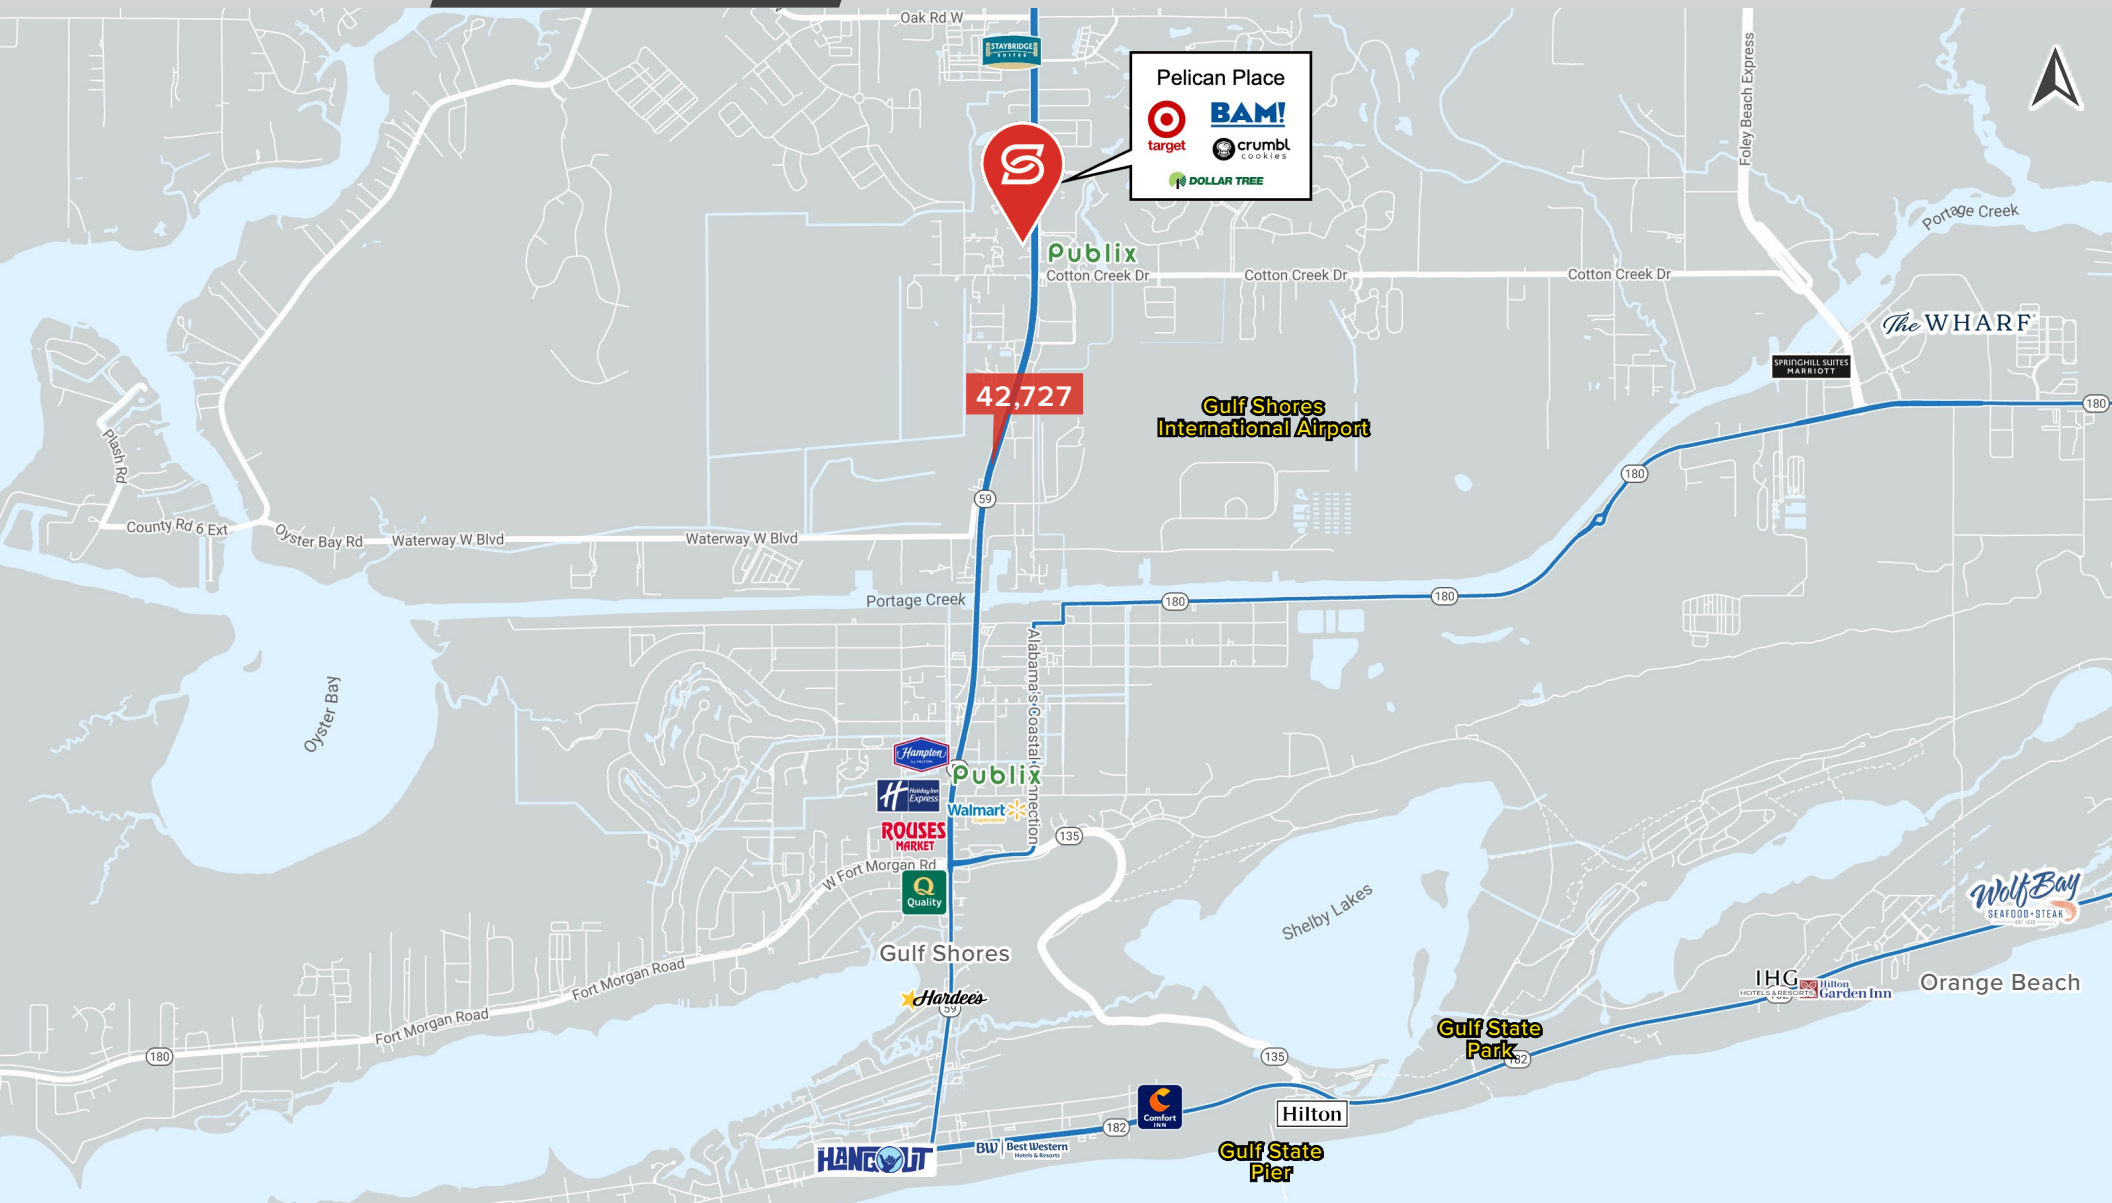 Oak Rd W
STAYBRIDGE
SUITES
Pelican Place
target
BAM!
crumbl
cookies
DOLLAR TREE
Foley Beach Express
Portage Creek
Publix
Cotton Creek Dr
Cotton Creek Dr
Cotton Creek Dr
The WHARF
SPRINGHILL SUITES
MARRIOTT
42,727
Gulf Shores
International Airport
180
180
Plash Rd
59
County Rd 6 Ext
Oyster Bay Rd
Waterway W Blvd
Waterway W Blvd
Portage Creek
180
180
Alabama's Coastal Connection
Oyster Bay
Hampton
by HILTON
Publix
Holiday Inn
Express
Walmart
Supercenter
ROUSES
MARKET
135
W Fort Morgan Rd
Q
Quality
Shelby Lakes
Wolf Bay
SEAFOOD+STEAK
Gulf Shores
Fort Morgan Road
IHG
HOTELS & RESORTS
Hilton
Garden Inn
Orange Beach
Hardee's
59
Fort Morgan Road
180
Gulf State
Park
182
135
Comfort
INN
Hilton
182
HANGOUT
BW
Best Western
Hotels & Resorts
Gulf State
Pier